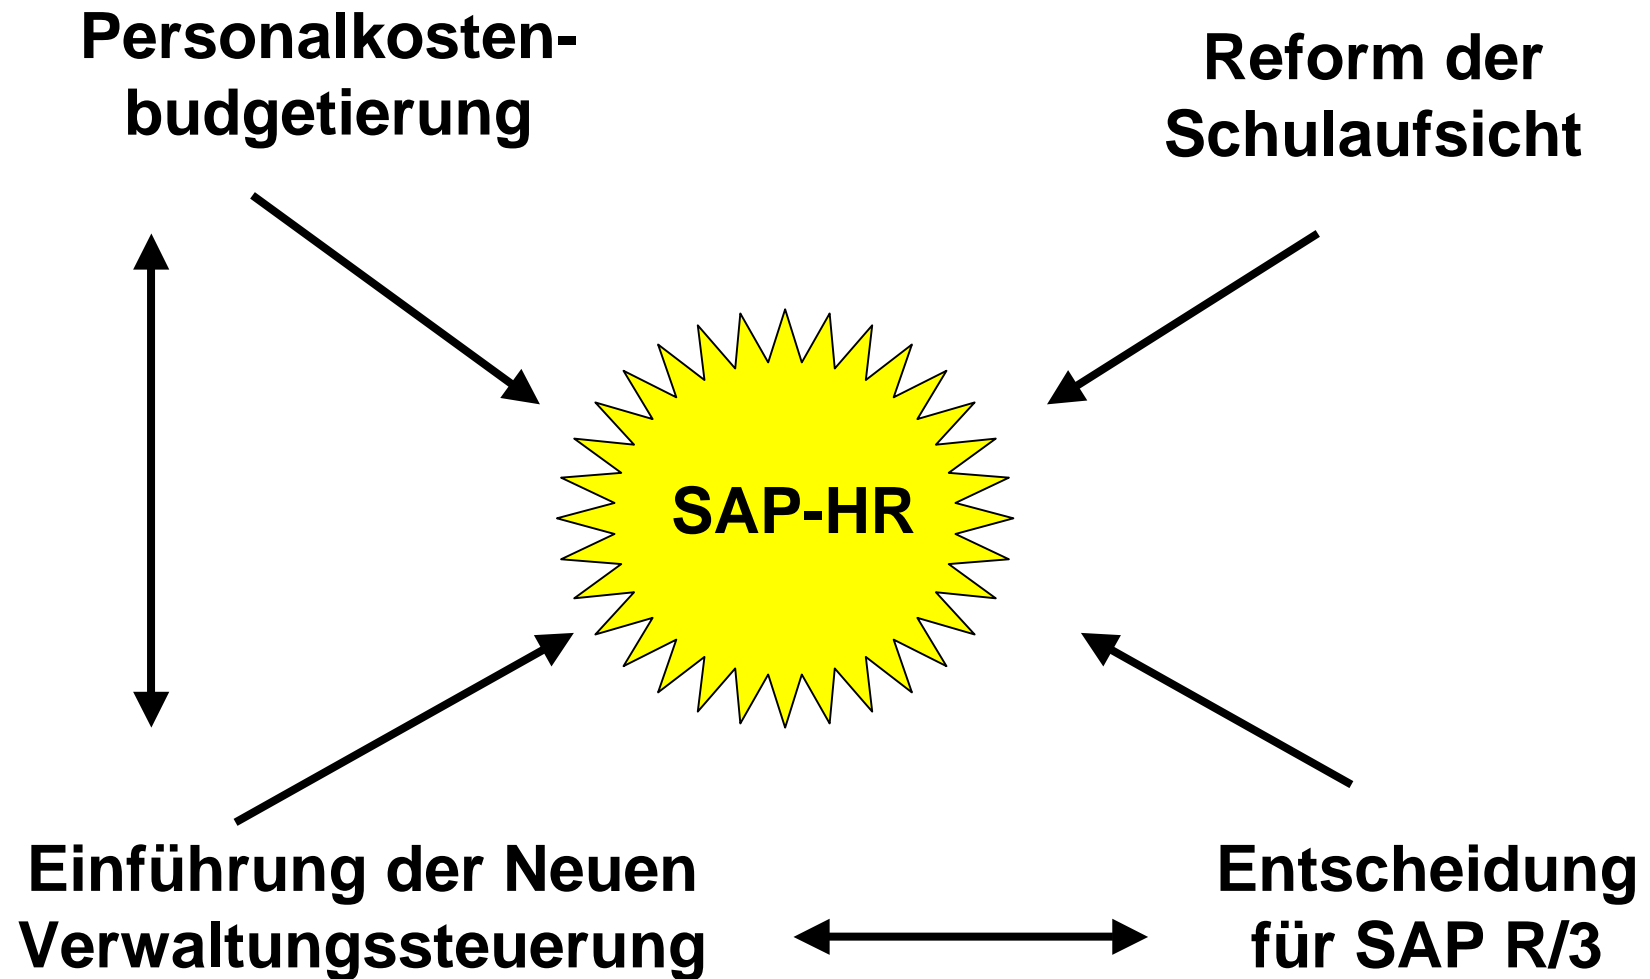 Personalkosten-
budgetierung
Reform der
Schulaufsicht
SAP-HR
Einführung der Neuen
Verwaltungssteuerung
Entscheidung
für SAP R/3